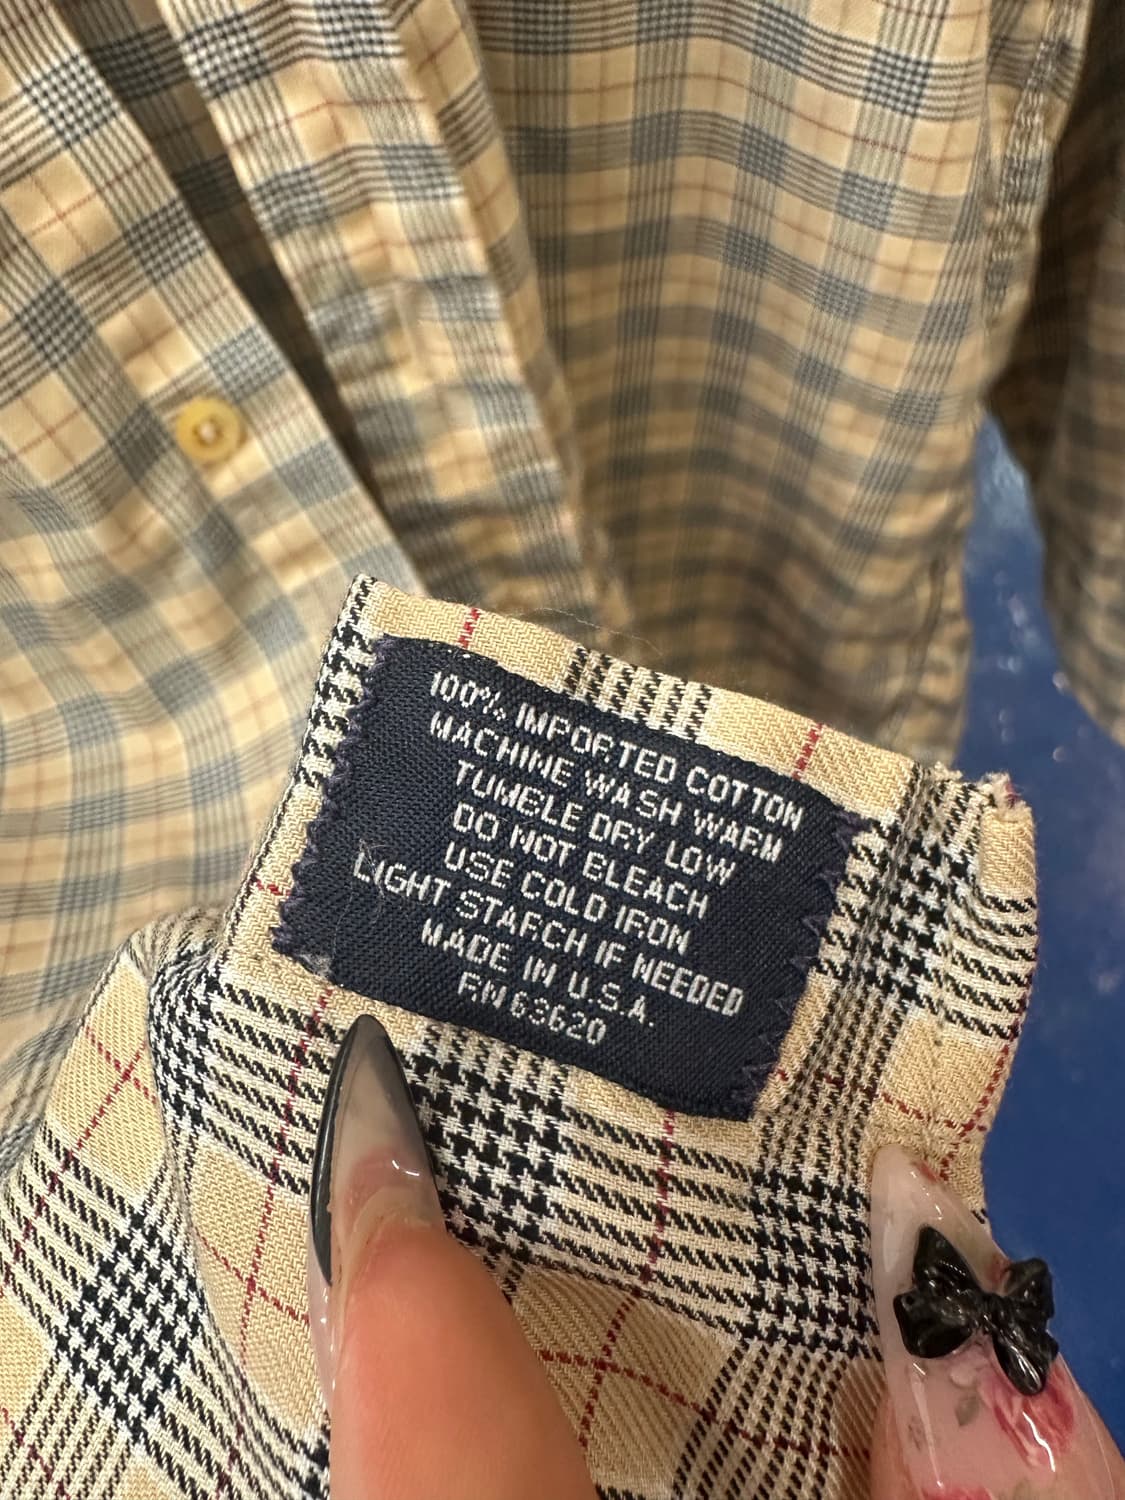 100% IMPORTED COTTON
MACHINE WASH WARM
TUMBLE DRY LOW
DO NOT BLEACH
USE COLD IRON
LIGHT STARCH IF NEEDED
MADE IN U.S.A.
RN 63620